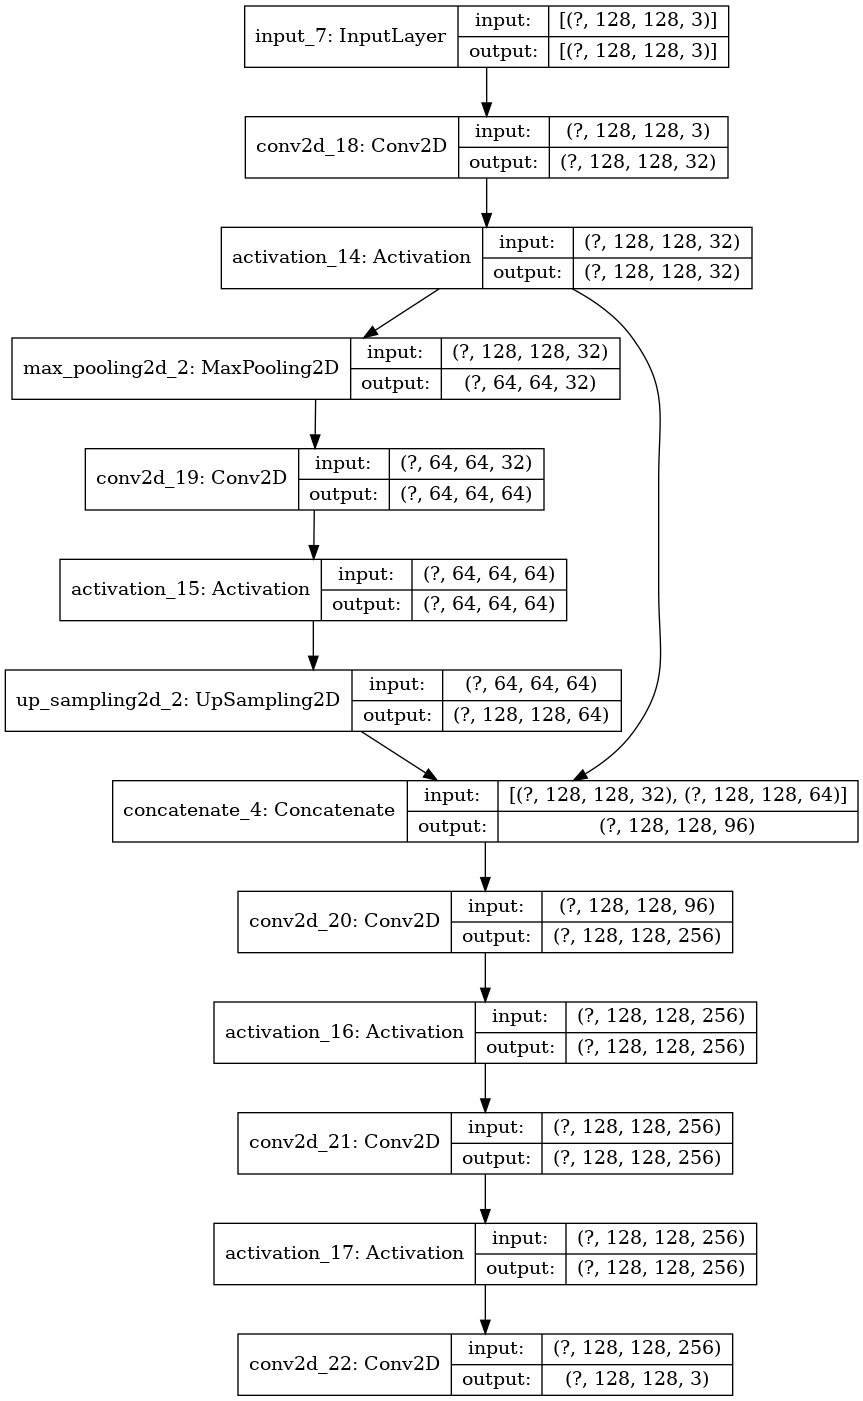 input_7: InputLayer
input:
[(?, 128, 128, 3)]
output:
[(?, 128, 128, 3)]
conv2d_18: Conv2D
input:
(?, 128, 128, 3)
output:
(?, 128, 128, 32)
activation_14: Activation
input:
(?, 128, 128, 32)
output:
(?, 128, 128, 32)
max_pooling2d_2: MaxPooling2D
input:
(?, 128, 128, 32)
output:
(?, 64, 64, 32)
conv2d_19: Conv2D
input:
(?, 64, 64, 32)
output:
(?, 64, 64, 64)
activation_15: Activation
input:
(?, 64, 64, 64)
output:
(?, 64, 64, 64)
up_sampling2d_2: UpSampling2D
input:
(?, 64, 64, 64)
output:
(?, 128, 128, 64)
concatenate_4: Concatenate
input:
[(?, 128, 128, 32), (?, 128, 128, 64)]
output:
(?, 128, 128, 96)
conv2d_20: Conv2D
input:
(?, 128, 128, 96)
output:
(?, 128, 128, 256)
activation_16: Activation
input:
(?, 128, 128, 256)
output:
(?, 128, 128, 256)
conv2d_21: Conv2D
input:
(?, 128, 128, 256)
output:
(?, 128, 128, 256)
activation_17: Activation
input:
(?, 128, 128, 256)
output:
(?, 128, 128, 256)
conv2d_22: Conv2D
input:
(?, 128, 128, 256)
output:
(?, 128, 128, 3)